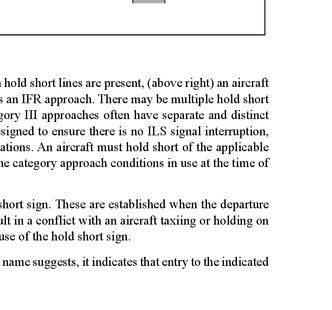 hold short lines are present, (above right) an aircraft
s an IFR approach. There may be multiple hold short
gory III approaches often have separate and distinct
signed to ensure there is no ILS signal interruption,
ations. An aircraft must hold short of the applicable
he category approach conditions in use at the time of
short sign. These are established when the departure
ult in a conflict with an aircraft taxiing or holding on
use of the hold short sign.
name suggests, it indicates that entry to the indicated